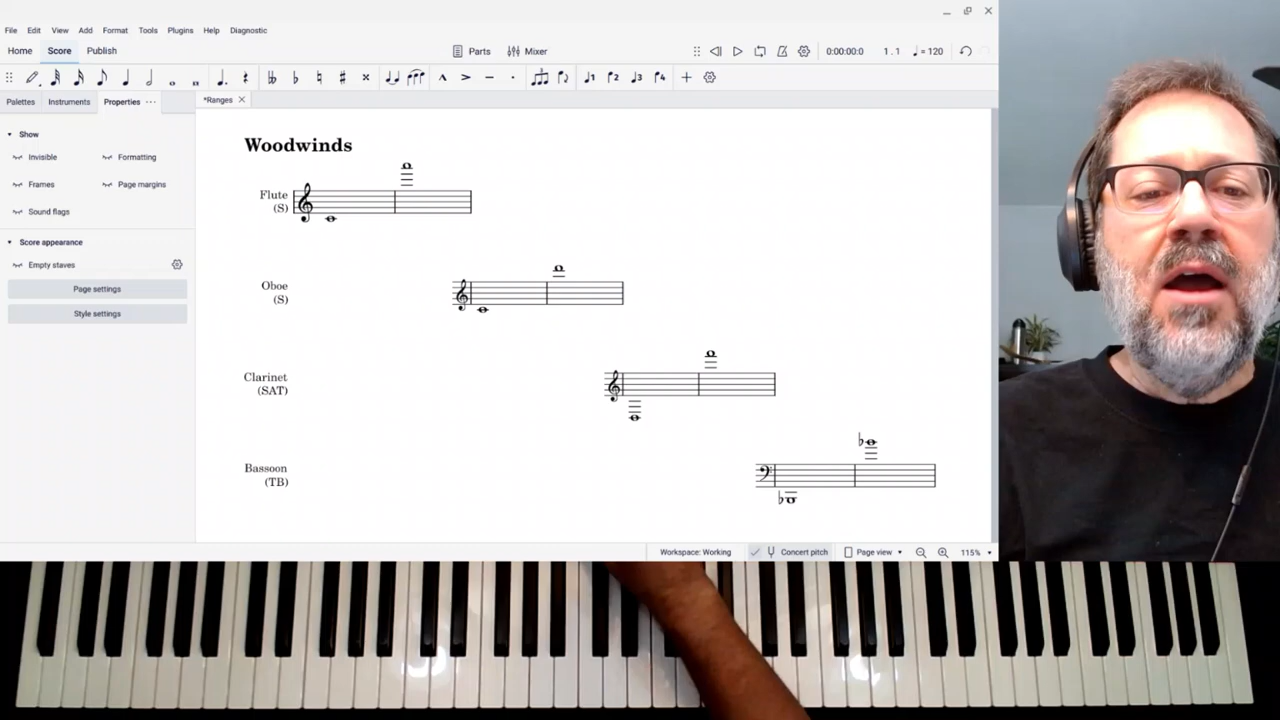 File Edit View Add Format Tools Plugins Help Diagnostic
Home Score Publish Parts Mixer 0:00:00:0 1 . 1 = 120
Palettes Instruments Properties *Ranges
Show
Invisible Formatting
Frames Page margins
Sound flags
Score appearance
Empty staves
Page settings
Style settings
Woodwinds
Flute
(S)
Oboe
(S)
Clarinet
(SAT)
Bassoon
(TB)
Workspace: Working Concert pitch Page view 115%